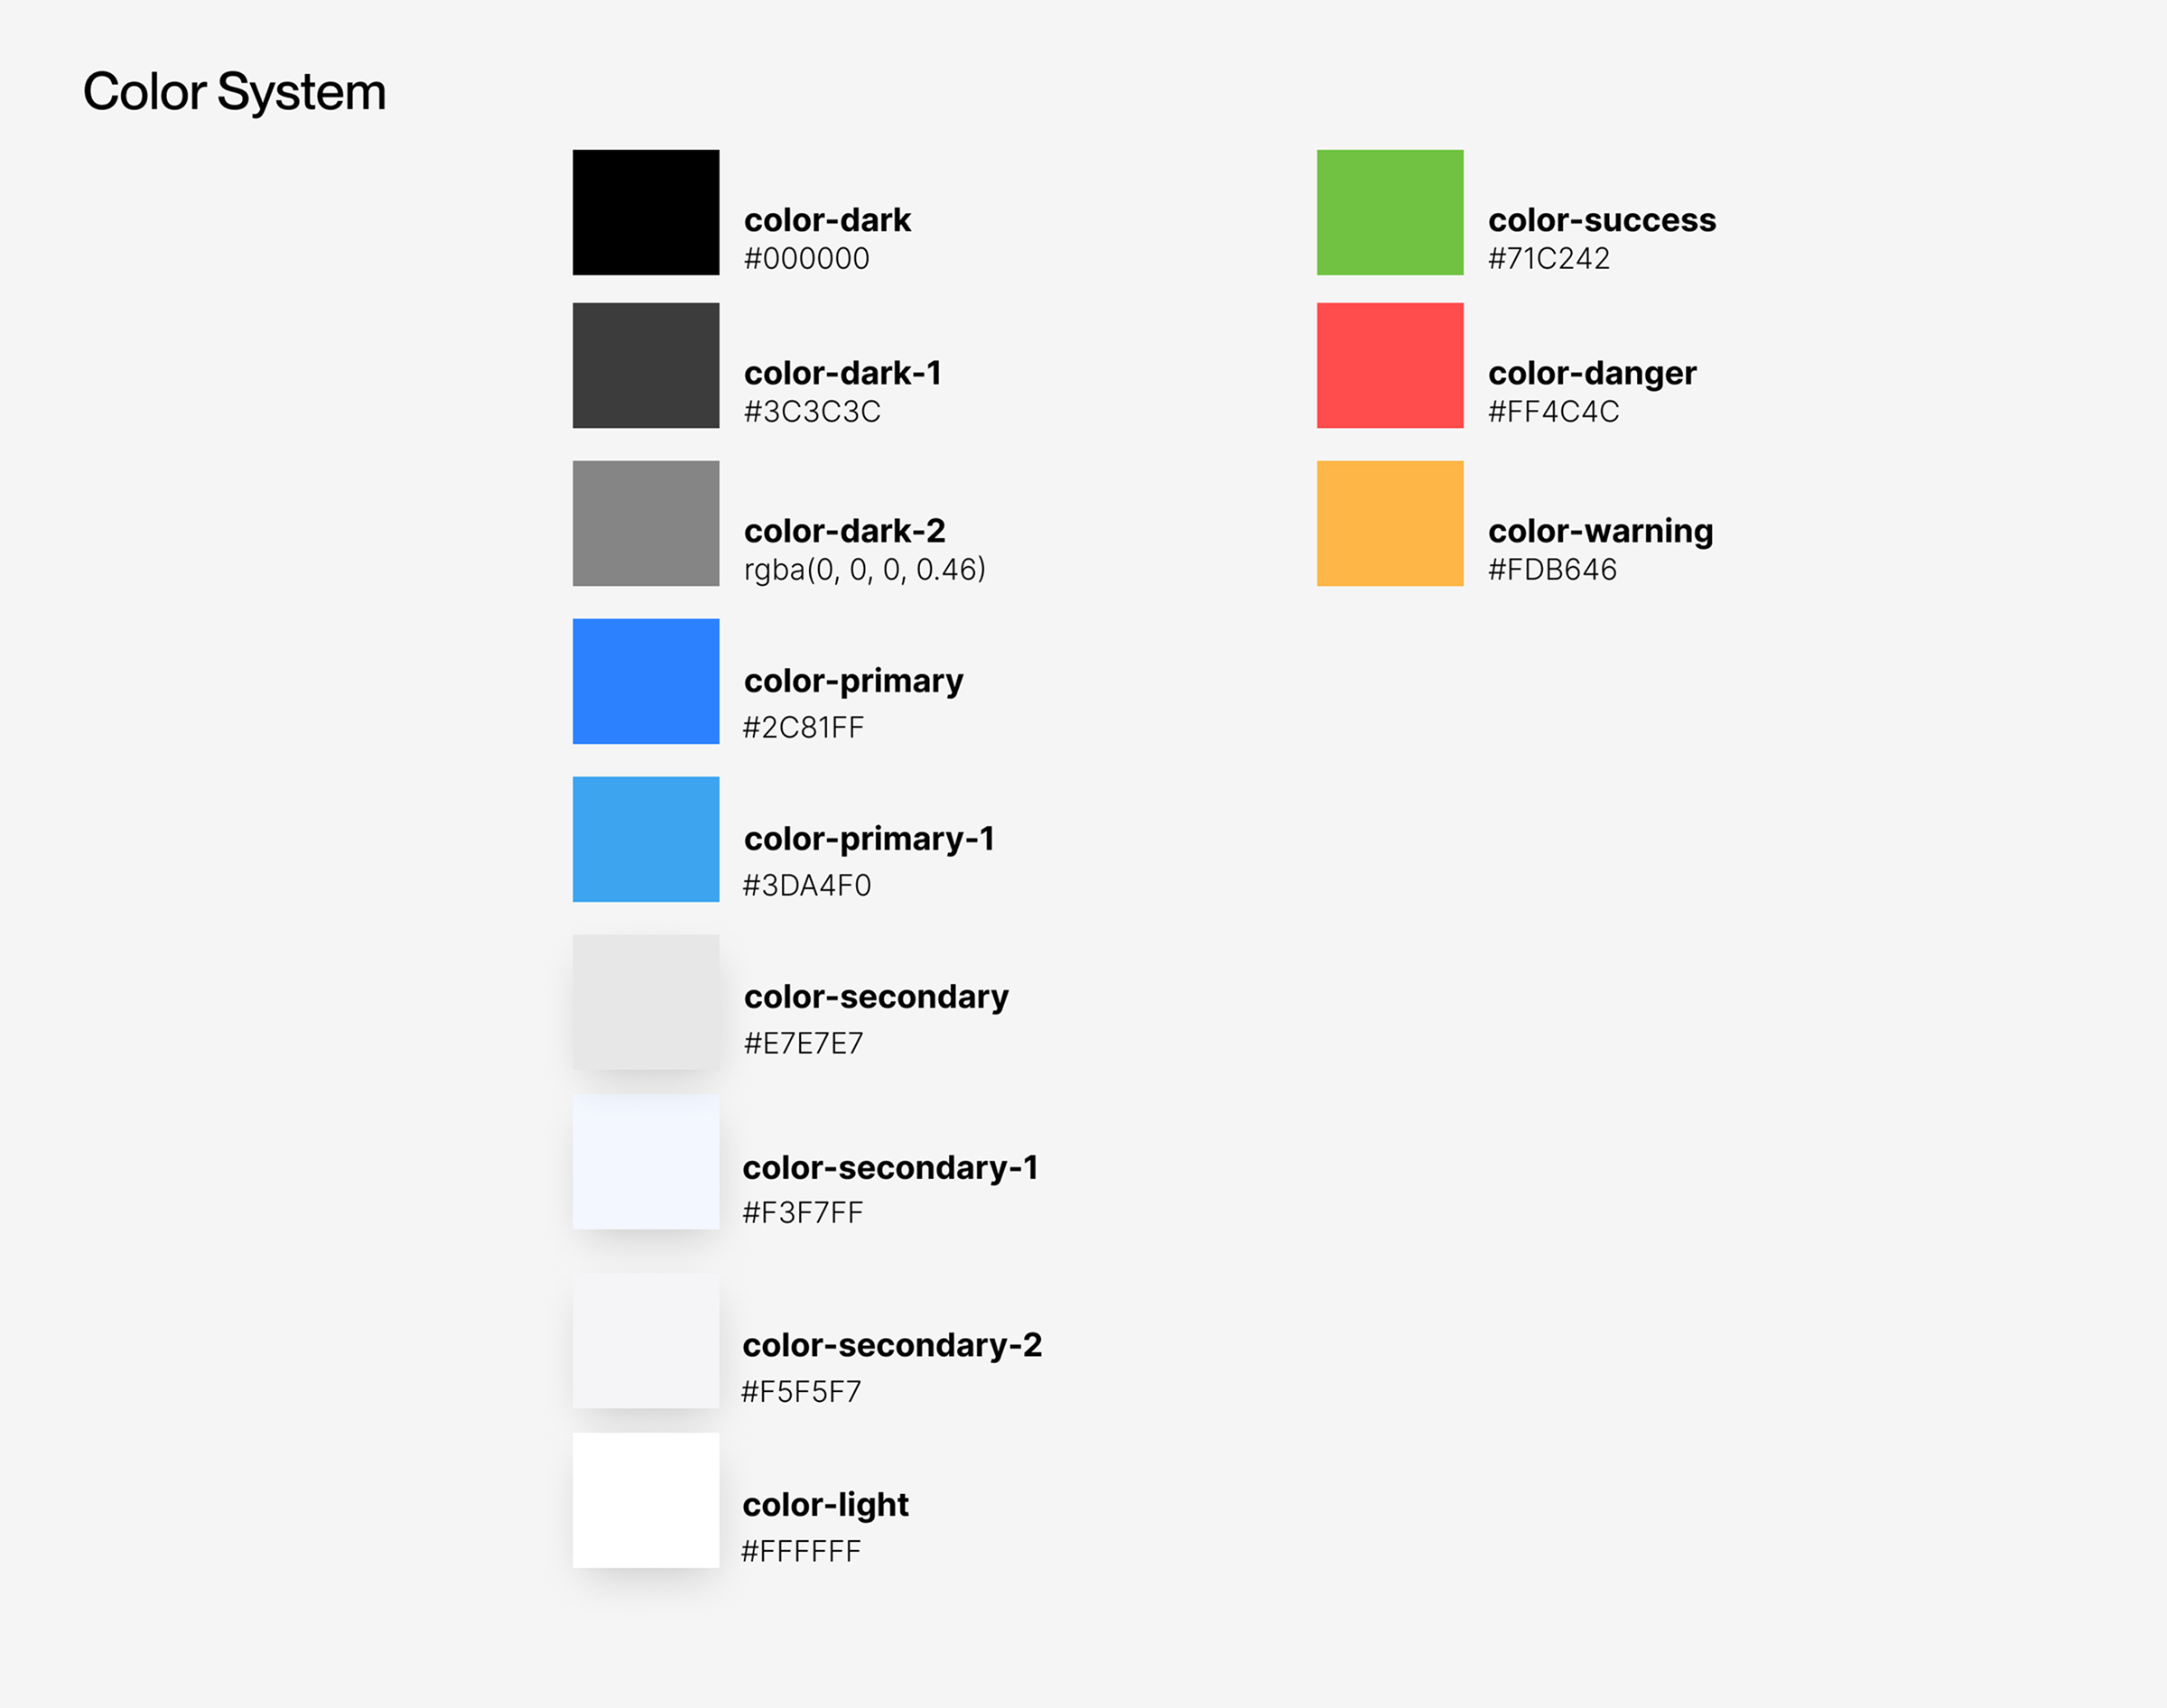 Color System
color-dark
#000000
color-dark-1
#3C3C3C
color-dark-2
rgba(0, 0, 0, 0.46)
color-primary
#2C81FF
color-primary-1
#3DA4F0
color-secondary
#E7E7E7
color-secondary-1
#F3F7FF
color-secondary-2
#F5F5F7
color-light
#FFFFFF
color-success
#71C242
color-danger
#FF4C4C
color-warning
#FDB646